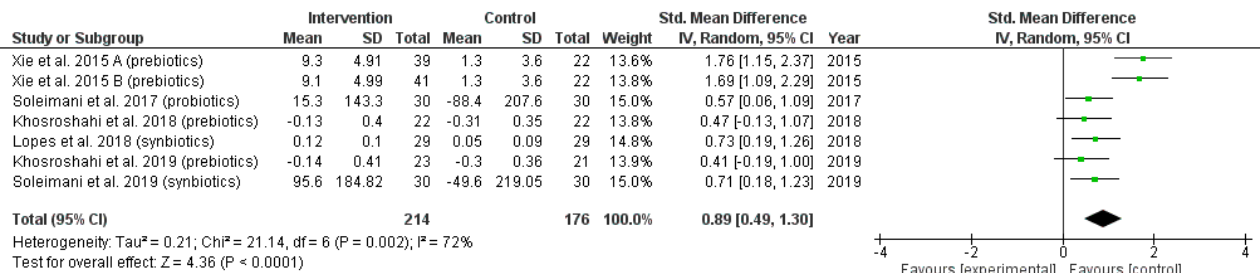 Intervention Control Std. Mean Difference Std. Mean Difference
Study or Subgroup Mean SD Total Mean SD Total Weight IV, Random, 95% CI Year IV, Random, 95% CI
Xie et al. 2015 A (prebiotics) 9.3 4.91 39 1.3 3.6 22 13.6% 1.76 [1.15, 2.37] 2015
Xie et al. 2015 B (prebiotics) 9.1 4.99 41 1.3 3.6 22 13.7% 1.69 [1.09, 2.29] 2015
Soleimani et al. 2017 (probiotics) 15.3 143.3 30 -88.4 207.6 30 15.0% 0.57 [0.06, 1.09] 2017
Khosroshahi et al. 2018 (prebiotics) -0.13 0.4 22 -0.31 0.35 22 13.8% 0.47 [-0.13, 1.07] 2018
Lopes et al. 2018 (synbiotics) 0.12 0.1 29 0.05 0.09 29 14.8% 0.73 [0.19, 1.26] 2018
Khosroshahi et al. 2019 (prebiotics) -0.14 0.41 23 -0.3 0.36 21 13.9% 0.41 [-0.19, 1.00] 2019
Soleimani et al. 2019 (synbiotics) 95.6 184.82 30 -49.6 219.05 30 15.0% 0.71 [0.18, 1.23] 2019
Total (95% CI) 214 176 100.0% 0.89 [0.49, 1.30]
Heterogeneity: Tau² = 0.21; Chi² = 21.14, df = 6 (P = 0.002); I² = 72%
Test for overall effect: Z = 4.36 (P < 0.0001)
-4 -2 0 2 4
Favours [experimental] Favours [control]